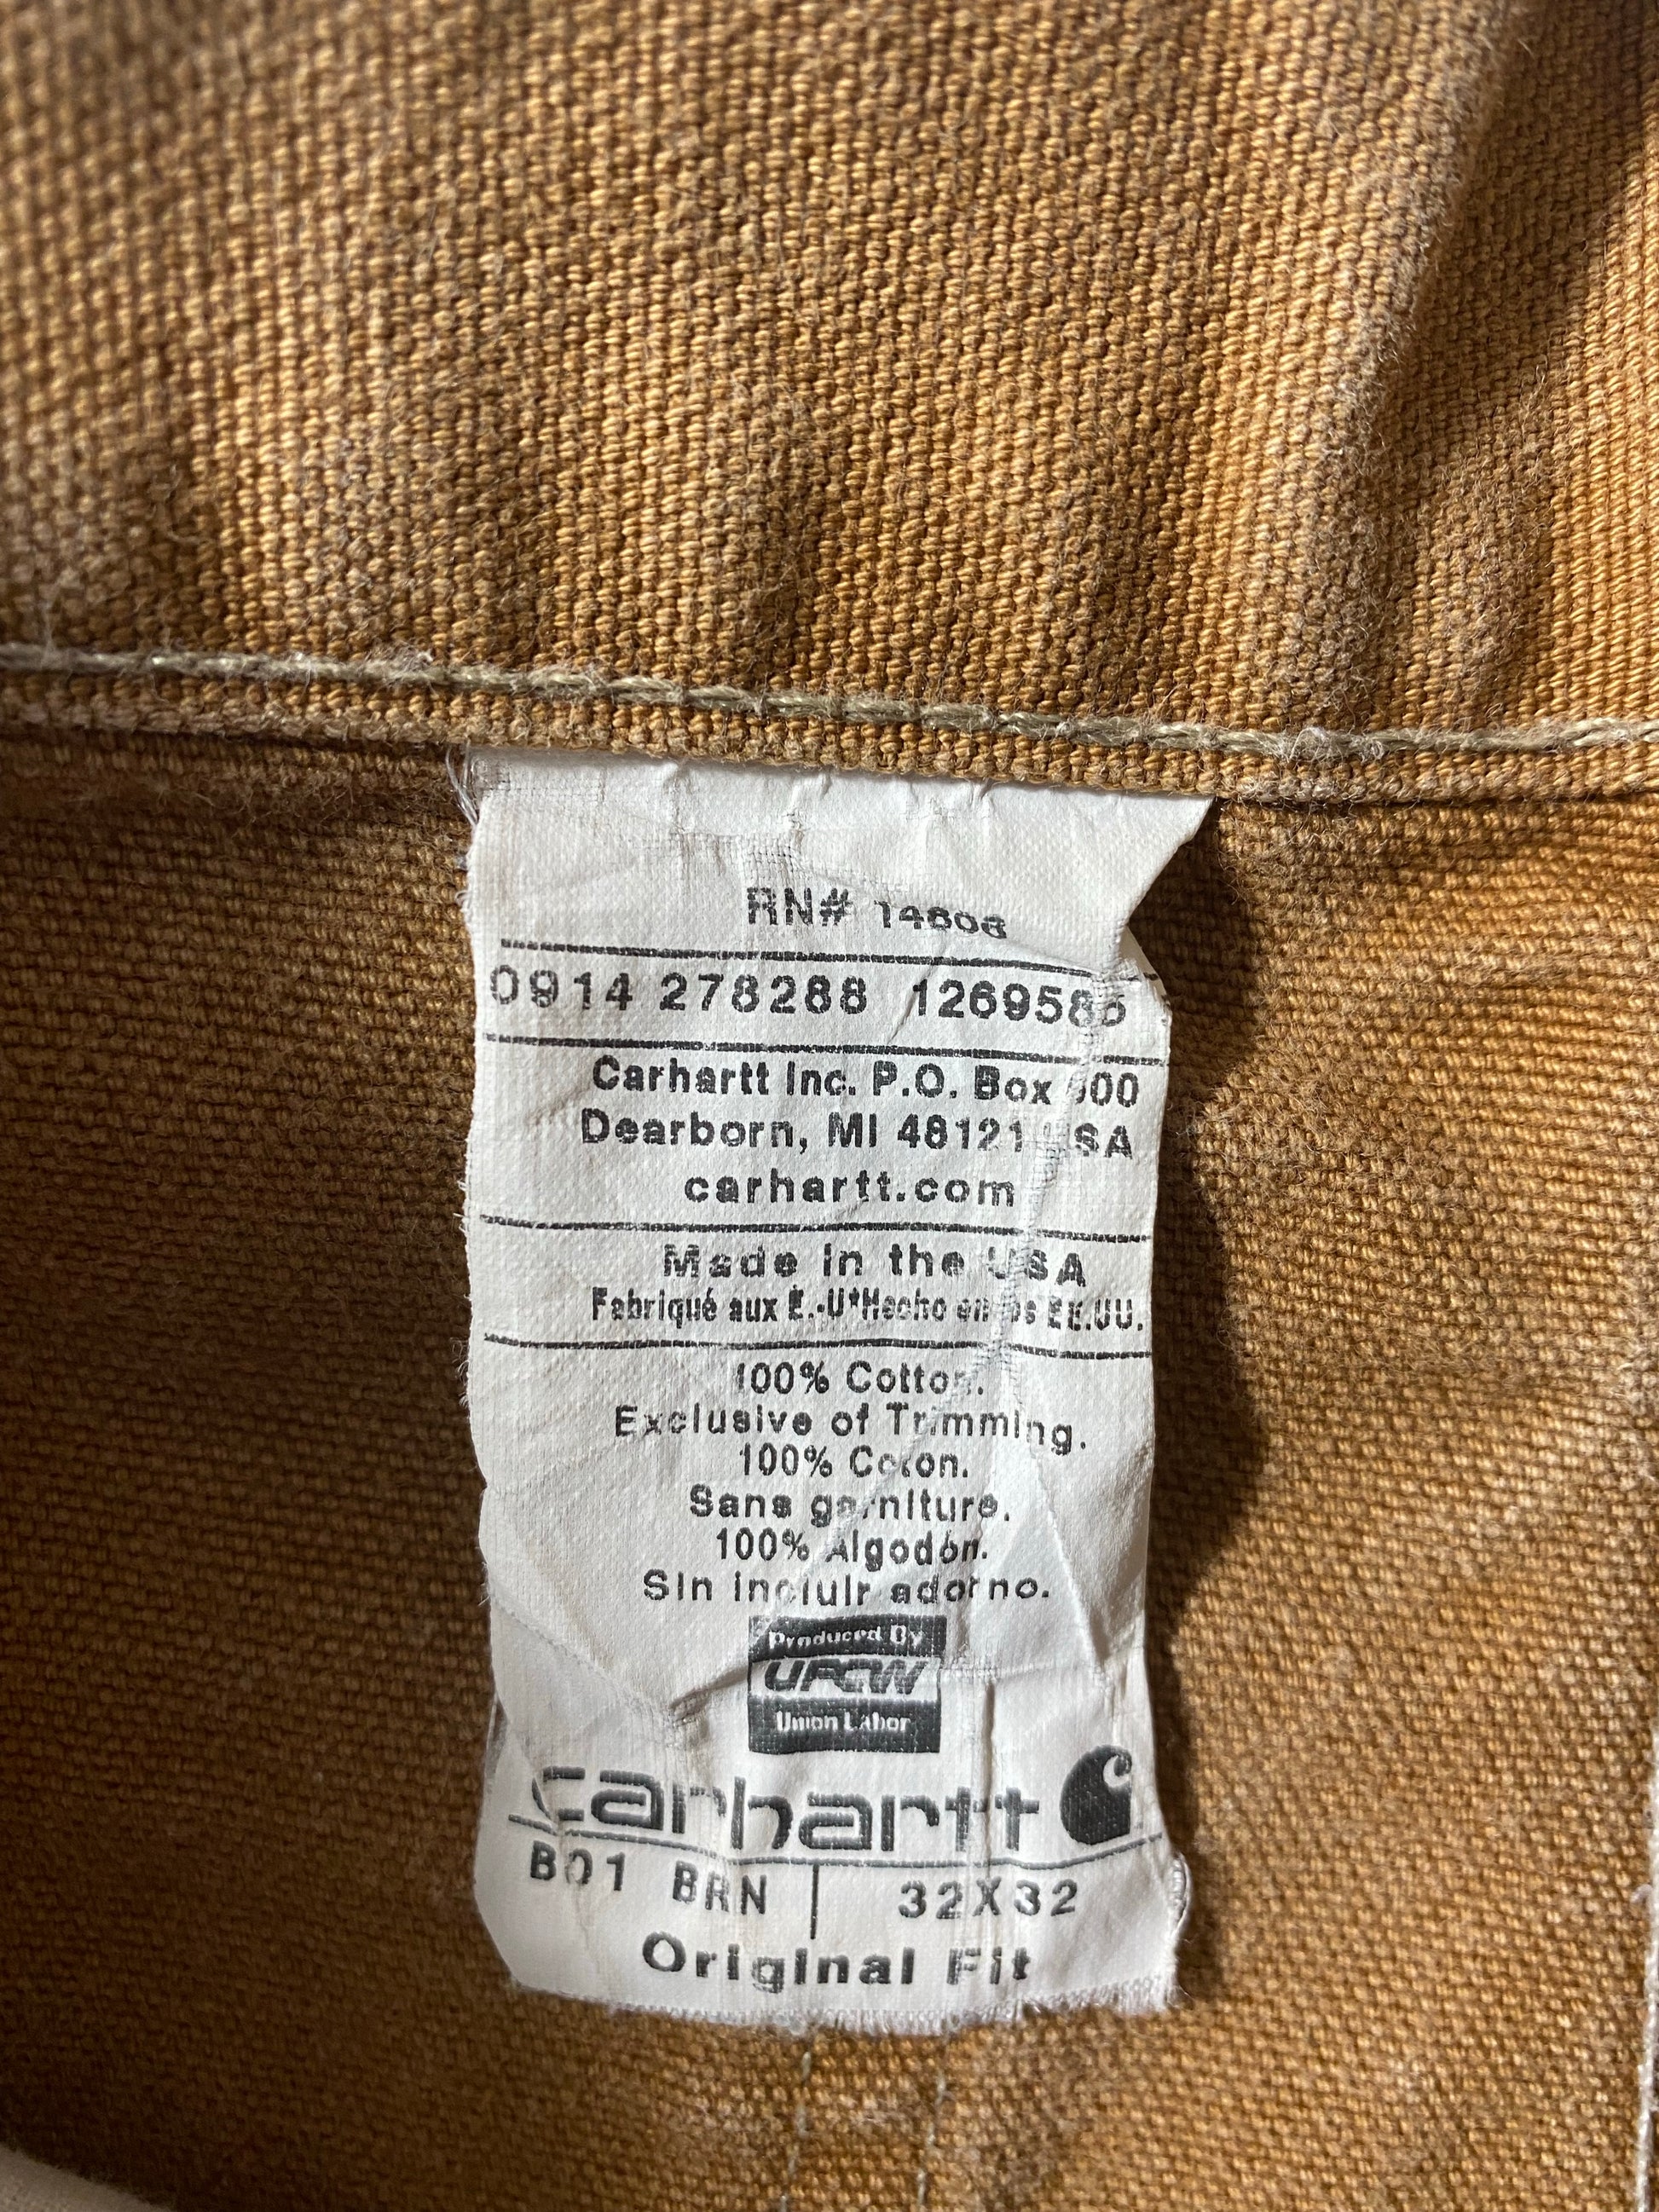 RN# 14806
0914 278288 1269586
Carhartt Inc. P.O. Box 600
Dearborn, MI 48121 USA
carhartt.com
Made in the USA
Fabriqué aux E.-U*Hecho en los EE.UU.
100% Cotton.
Exclusive of Trimming.
100% Coton.
Sans garniture.
100% Algodón.
Sin incluir adorno.
Produced By
UFCW
Union Labor
carhartt
B01 BRN | 32X32
Original Fit